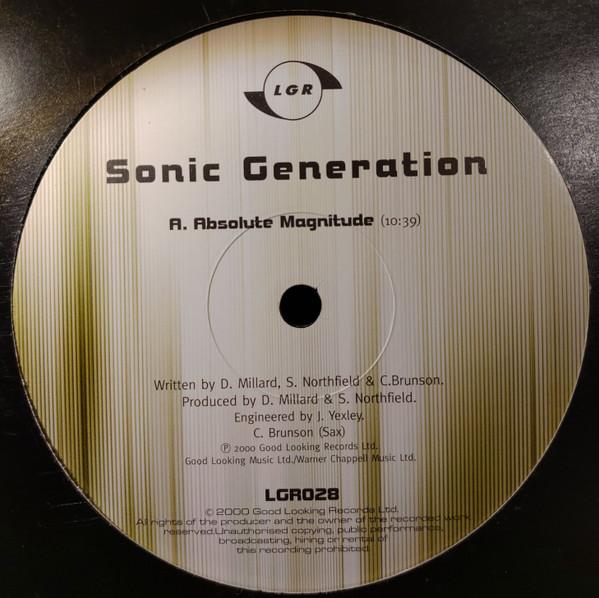 LGR
Sonic Generation
A. Absolute Magnitude (10:39)
Written by D. Millard, S. Northfield & C.Brunson.
Produced by D. Millard & S. Northfield.
Engineered by J. Yexley.
C. Brunson (Sax)
℗ 2000 Good Looking Records Ltd.
Good Looking Music Ltd./Warner Chappell Music Ltd.
LGR028
© 2000 Good Looking Records Ltd.
All rights of the producer and the owner of the recorded work
reserved.Unauthorised copying, public performance,
broadcasting, hiring or rental of
this recording prohibited.